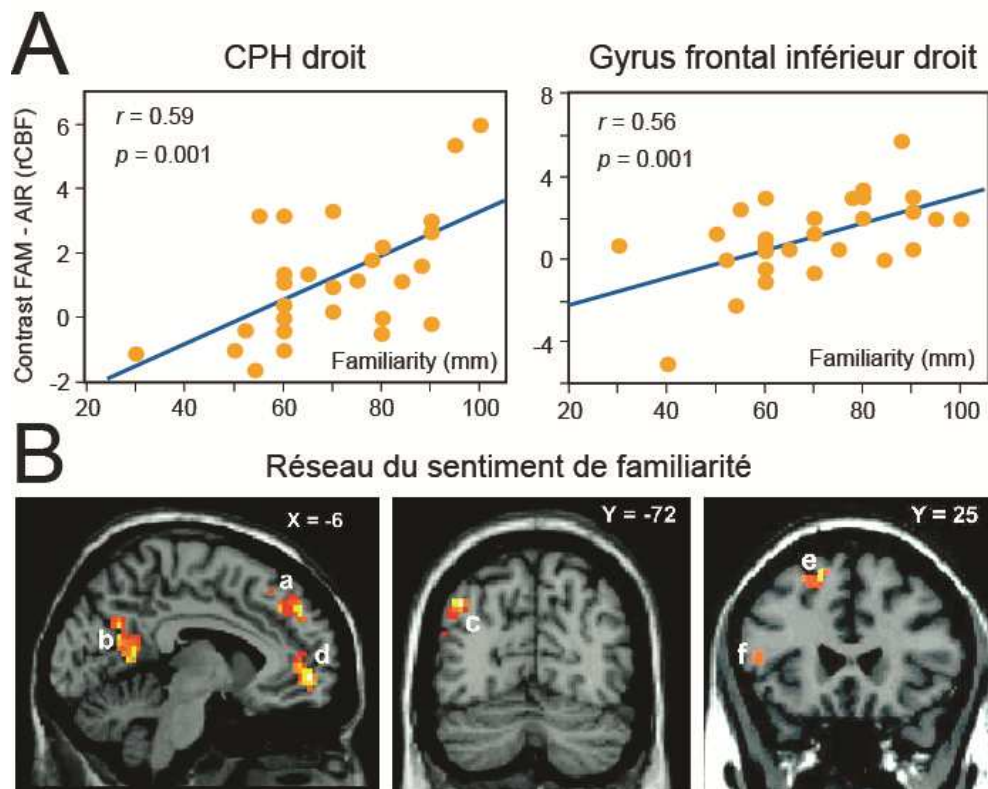 A
CPH droit
Gyrus frontal inférieur droit
Contrast FAM - AIR (rCBF)
6
4
2
0
-2
r = 0.59
p = 0.001
Familiarity (mm)
20 40 60 80 100
8
4
0
-4
r = 0.56
p = 0.001
Familiarity (mm)
20 40 60 80 100
B
Réseau du sentiment de familiarité
X = -6
a
b
d
Y = -72
c
Y = 25
e
f